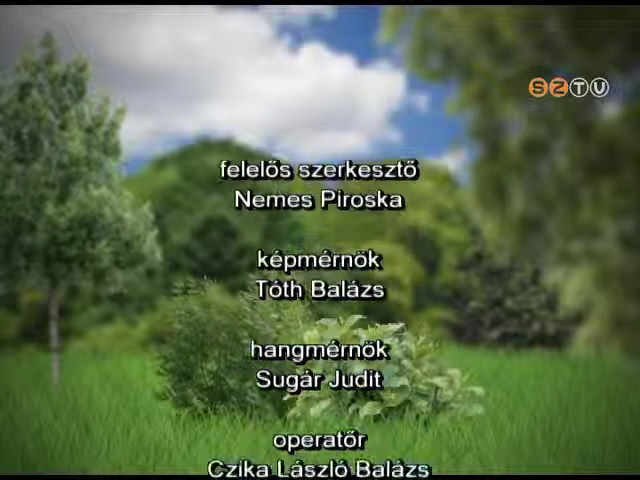 SZTV
felelős szerkesztő
Nemes Piroska
képmérnök
Tóth Balázs
hangmérnök
Sugár Judit
operatőr
Czika László Balázs